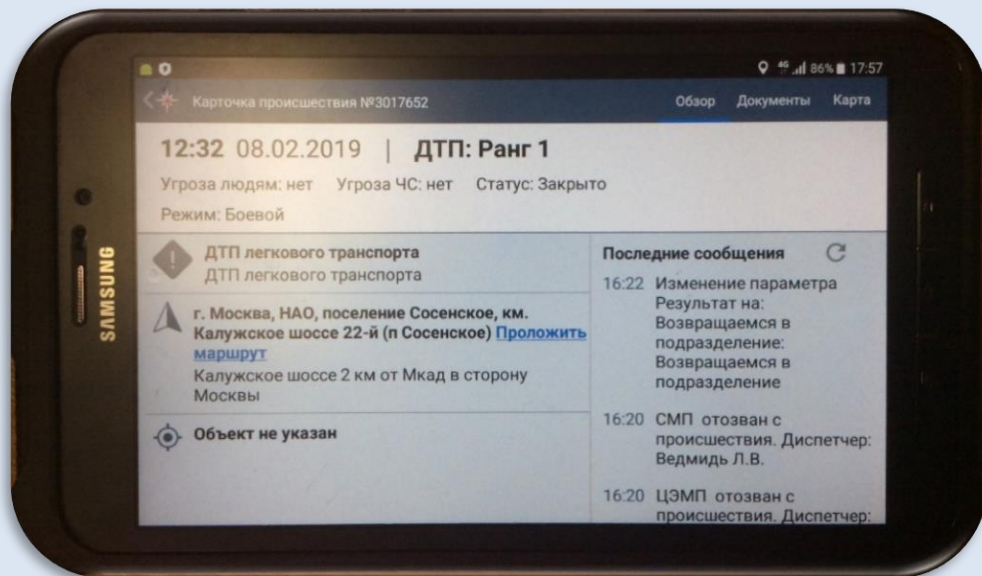 4G 86% 17:57
Карточка происшествия №3017652 Обзор Документы Карта
12:32 08.02.2019 | ДТП: Ранг 1
Угроза людям: нет Угроза ЧС: нет Статус: Закрыто
Режим: Боевой
ДТП легкового транспорта
ДТП легкового транспорта
г. Москва, НАО, поселение Сосенское, км.
Калужское шоссе 22-й (п Сосенское) Проложить
маршрут
Калужское шоссе 2 км от Мкад в сторону
Москвы
Объект не указан
Последние сообщения
16:22 Изменение параметра
Результат на:
Возвращаемся в
подразделение:
Возвращаемся в
подразделение
16:20 СМП отозван с
происшествия. Диспетчер:
Ведмидь Л.В.
16:20 ЦЭМП отозван с
происшествия. Диспетчер:
SAMSUNG